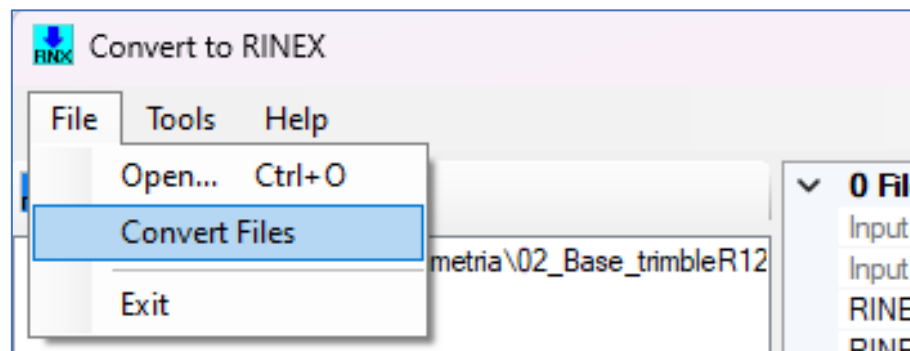 RINX Convert to RINEX
File Tools Help
Open... Ctrl+O
Convert Files
Exit
metria\02_Base_trimbleR12
0 Fil
Input
Input
RINE
RINE